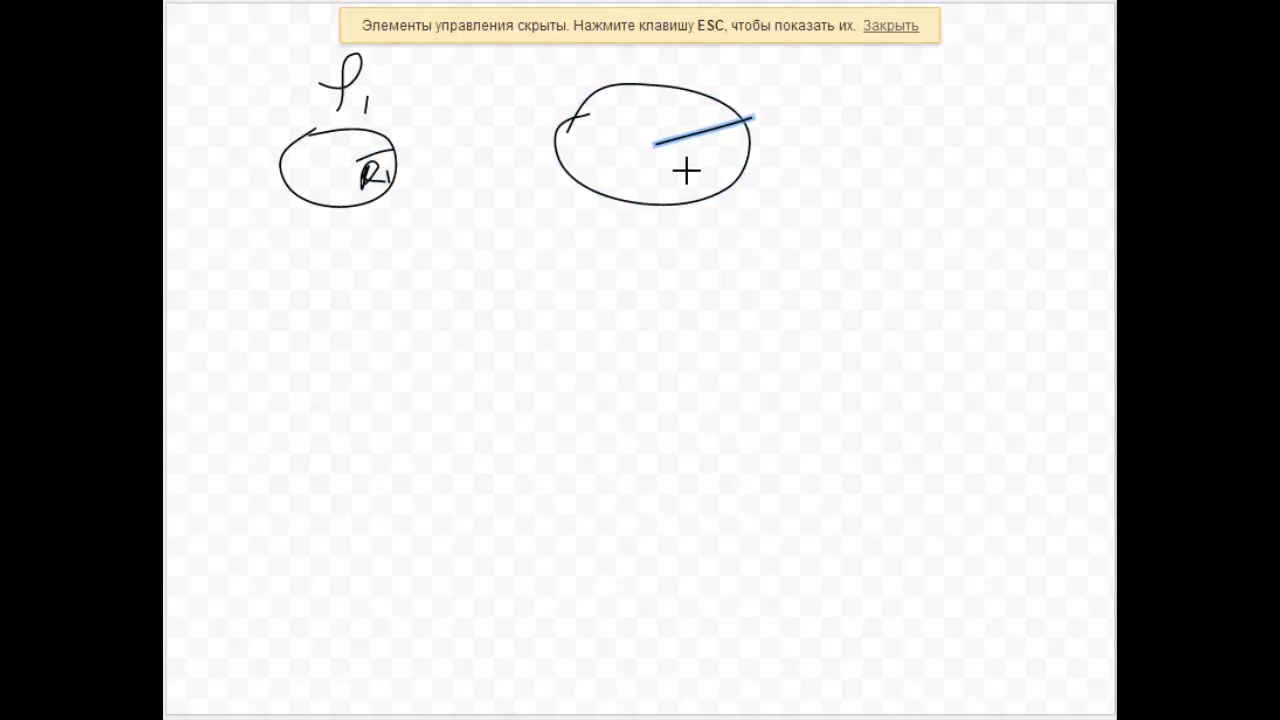 Элементы управления скрыты. Нажмите клавишу ESC, чтобы показать их. Закрыть
φ₁
R₁